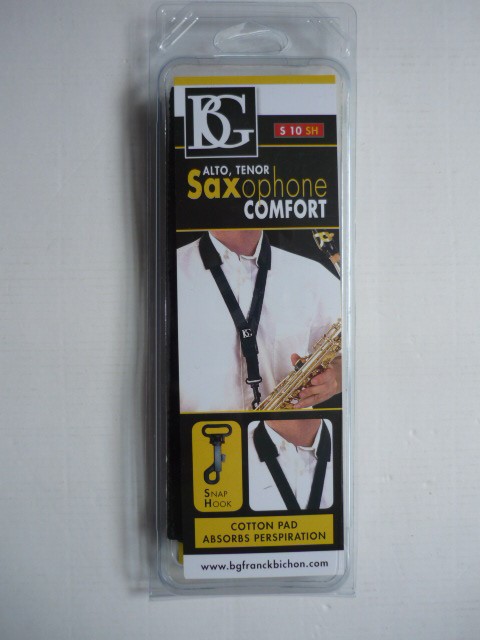 BG
S 10 SH
ALTO, TENOR
Saxophone
COMFORT
BG
SNAP
HOOK
COTTON PAD
ABSORBS PERSPIRATION
www.bgfranckbichon.com